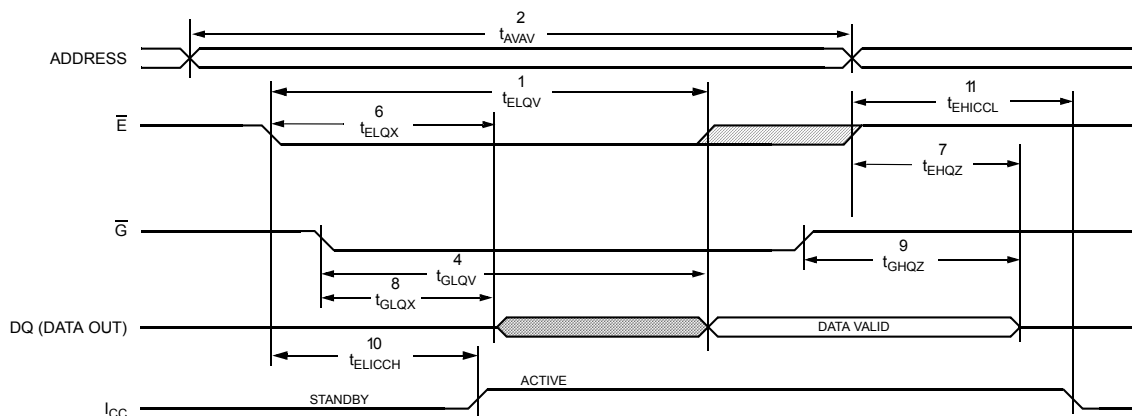 2
tAVAV
ADDRESS
1
tELQV
11
tEHICCL
6
tELQX
E
7
tEHQZ
G
4
tGLQV
9
tGHQZ
8
tGLQX
DQ (DATA OUT)
DATA VALID
10
tELICCH
ACTIVE
STANDBY
ICC